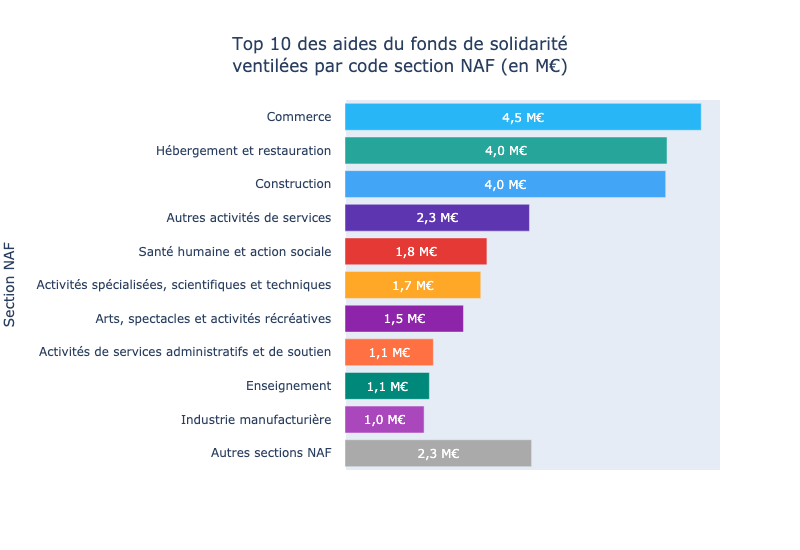 Top 10 des aides du fonds de solidarité
ventilées par code section NAF (en M€)
Section NAF
Commerce 4,5 M€
Hébergement et restauration 4,0 M€
Construction 4,0 M€
Autres activités de services 2,3 M€
Santé humaine et action sociale 1,8 M€
Activités spécialisées, scientifiques et techniques 1,7 M€
Arts, spectacles et activités récréatives 1,5 M€
Activités de services administratifs et de soutien 1,1 M€
Enseignement 1,1 M€
Industrie manufacturière 1,0 M€
Autres sections NAF 2,3 M€